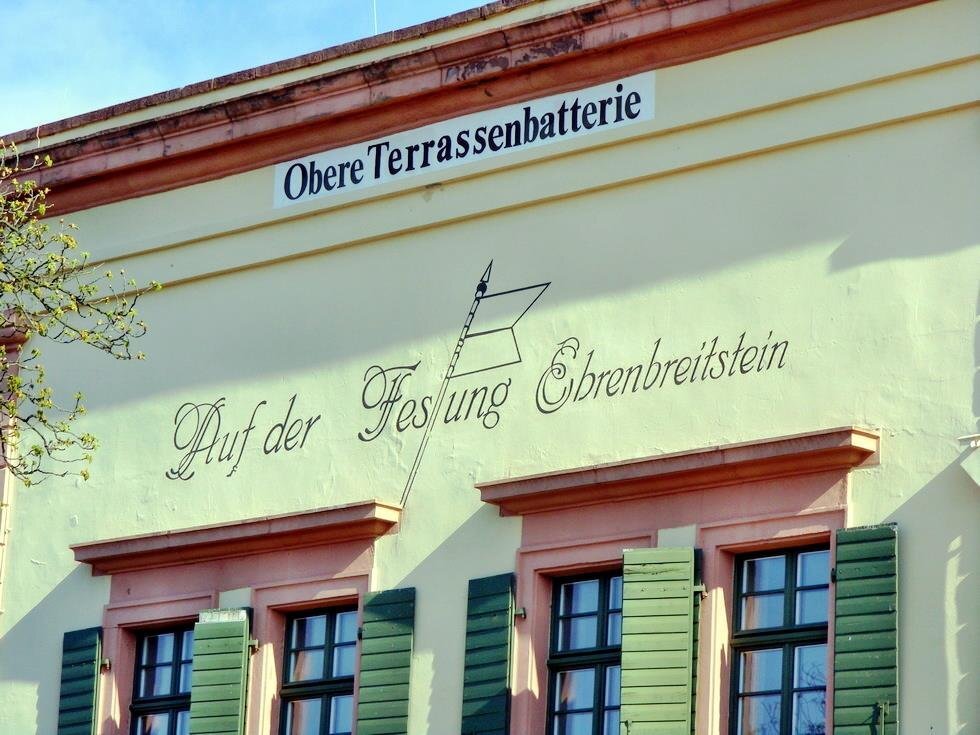 Obere Terrassenbatterie
Auf der Festung Ehrenbreitstein